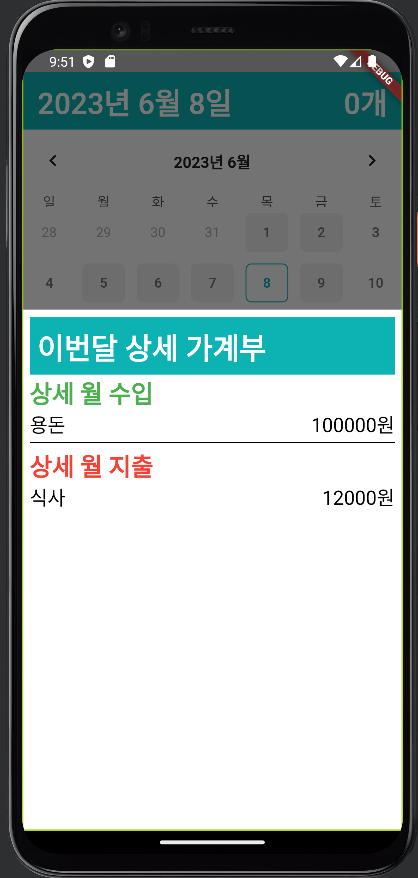 9:51
DEBUG
2023년 6월 8일 0개
2023년 6월
일 월 화 수 목 금 토
28 29 30 31 1 2 3
4 5 6 7 8 9 10
이번달 상세 가계부
상세 월 수입
용돈 100000원
상세 월 지출
식사 12000원